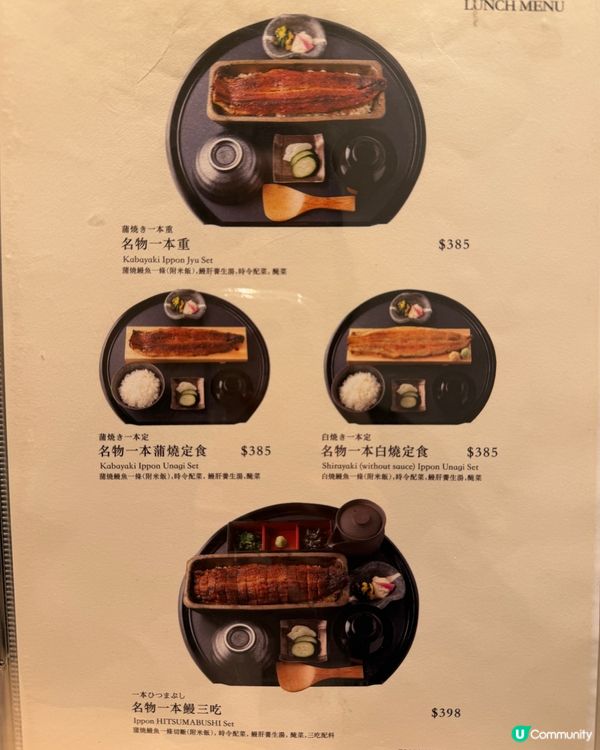 LUNCH MENU
蒲燒き一本重
名物一本重 $385
Kabayaki Ippon Jyu Set
蒲燒鰻魚一條(附米飯),鰻肝養生湯,時令配菜,醃菜
蒲燒き一本定
名物一本蒲燒定食 $385
Kabayaki Ippon Unagi Set
蒲燒鰻魚一條(附米飯),時令配菜,鰻肝養生湯,醃菜
白燒き一本定
名物一本白燒定食 $385
Shirayaki (without sauce) Ippon Unagi Set
白燒鰻魚一條(附米飯),時令配菜,鰻肝養生湯,醃菜
一本ひつまぶし
名物一本鰻三吃 $398
Ippon HITSUMABUSHI Set
蒲燒鰻魚一條切斷(附米飯),時令配菜,鰻肝養生湯,醃菜,三吃配料
U Community